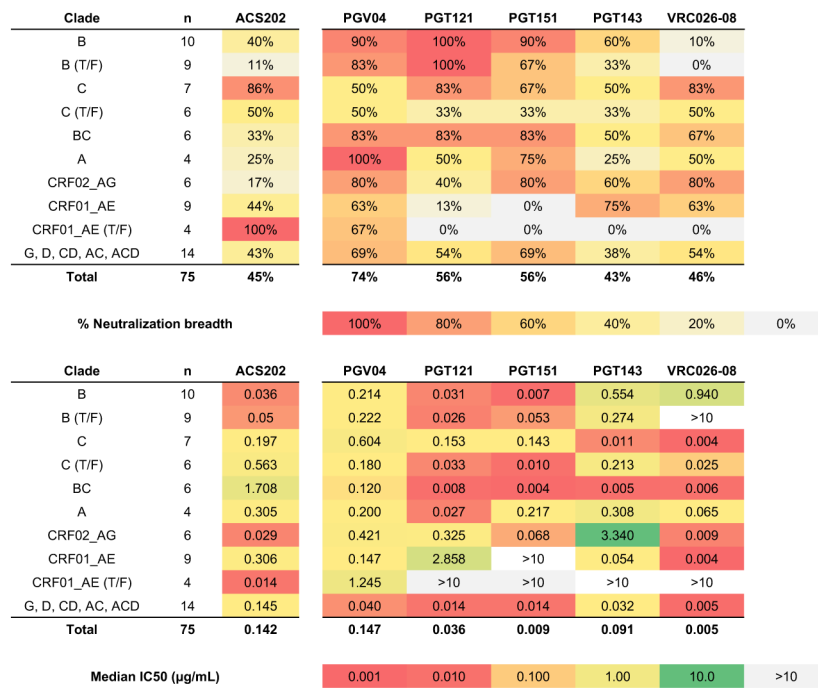 Clade n ACS202 PGV04 PGT121 PGT151 PGT143 VRC026-08
B 10 40% 90% 100% 90% 60% 10%
B (T/F) 9 11% 83% 100% 67% 33% 0%
C 7 86% 50% 83% 67% 50% 83%
C (T/F) 6 50% 50% 33% 33% 33% 50%
BC 6 33% 83% 83% 83% 50% 67%
A 4 25% 100% 50% 75% 25% 50%
CRF02_AG 6 17% 80% 40% 80% 60% 80%
CRF01_AE 9 44% 63% 13% 0% 75% 63%
CRF01_AE (T/F) 4 100% 67% 0% 0% 0% 0%
G, D, CD, AC, ACD 14 43% 69% 54% 69% 38% 54%
Total 75 45% 74% 56% 56% 43% 46%
% Neutralization breadth 100% 80% 60% 40% 20% 0%
Clade n ACS202 PGV04 PGT121 PGT151 PGT143 VRC026-08
B 10 0.036 0.214 0.031 0.007 0.554 0.940
B (T/F) 9 0.05 0.222 0.026 0.053 0.274 >10
C 7 0.197 0.604 0.153 0.143 0.011 0.004
C (T/F) 6 0.563 0.180 0.033 0.010 0.213 0.025
BC 6 1.708 0.120 0.008 0.004 0.005 0.006
A 4 0.305 0.200 0.027 0.217 0.308 0.065
CRF02_AG 6 0.029 0.421 0.325 0.068 3.340 0.009
CRF01_AE 9 0.306 0.147 2.858 >10 0.054 0.004
CRF01_AE (T/F) 4 0.014 1.245 >10 >10 >10 >10
G, D, CD, AC, ACD 14 0.145 0.040 0.014 0.014 0.032 0.005
Total 75 0.142 0.147 0.036 0.009 0.091 0.005
Median IC50 (μg/mL) 0.001 0.010 0.100 1.00 10.0 >10